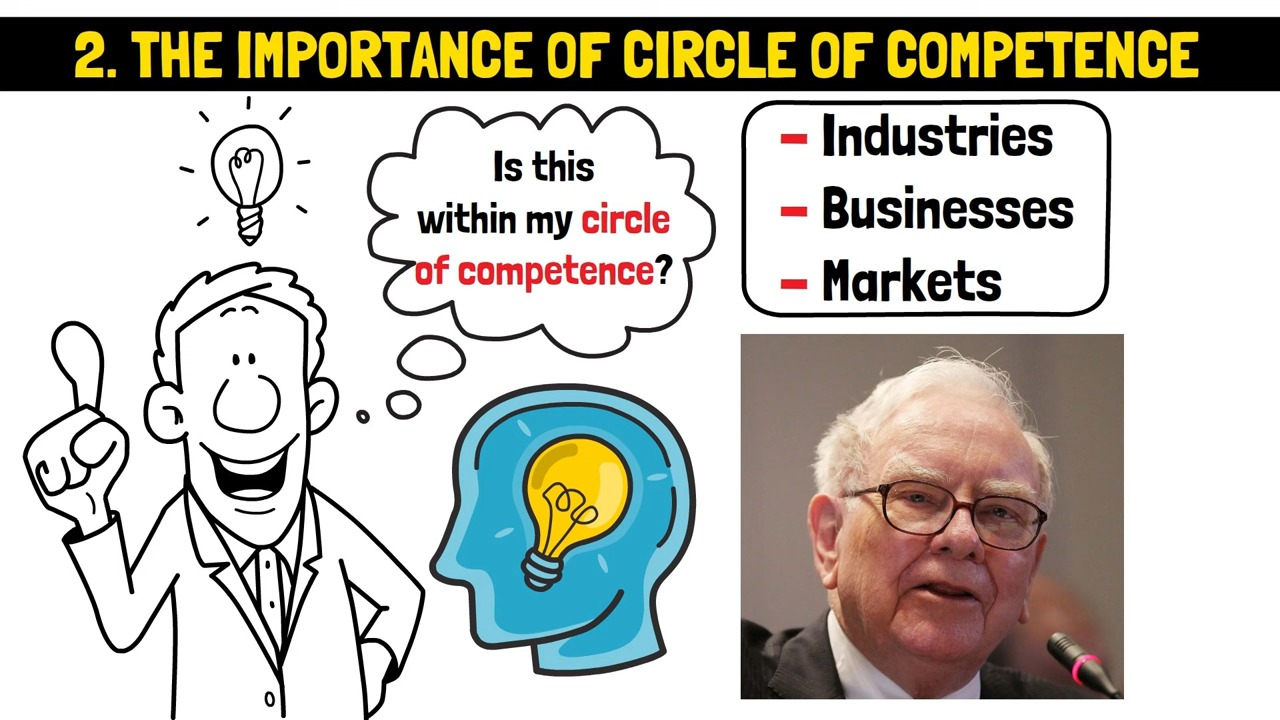 2. THE IMPORTANCE OF CIRCLE OF COMPETENCE
Is this
within my circle
of competence?
- Industries
- Businesses
- Markets